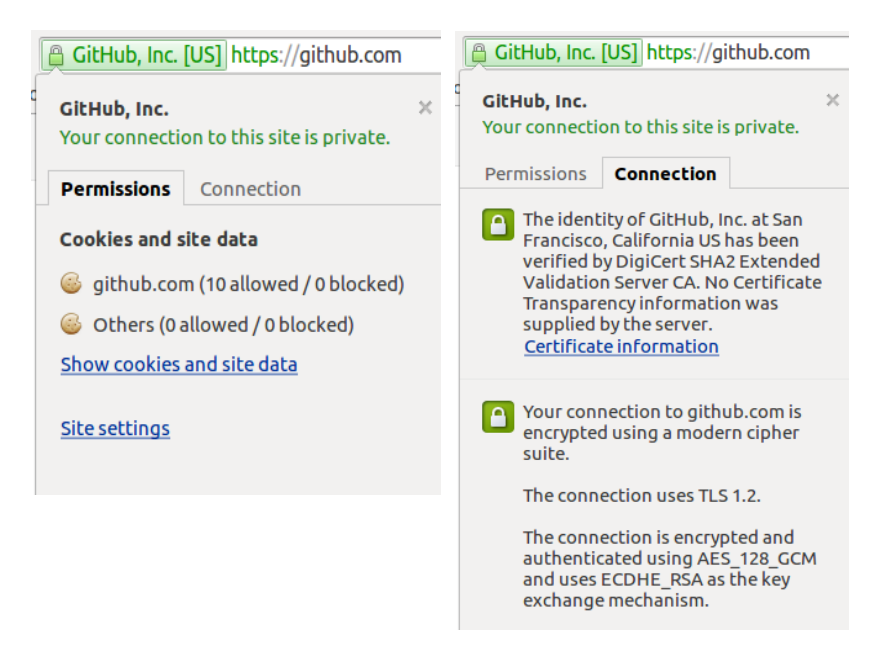 GitHub, Inc. [US] https://github.com
GitHub, Inc.
Your connection to this site is private.
Permissions Connection
Cookies and site data
github.com (10 allowed / 0 blocked)
Others (0 allowed / 0 blocked)
Show cookies and site data
Site settings
GitHub, Inc. [US] https://github.com
GitHub, Inc.
Your connection to this site is private.
Permissions Connection
The identity of GitHub, Inc. at San
Francisco, California US has been
verified by DigiCert SHA2 Extended
Validation Server CA. No Certificate
Transparency information was
supplied by the server.
Certificate information
Your connection to github.com is
encrypted using a modern cipher
suite.
The connection uses TLS 1.2.
The connection is encrypted and
authenticated using AES_128_GCM
and uses ECDHE_RSA as the key
exchange mechanism.